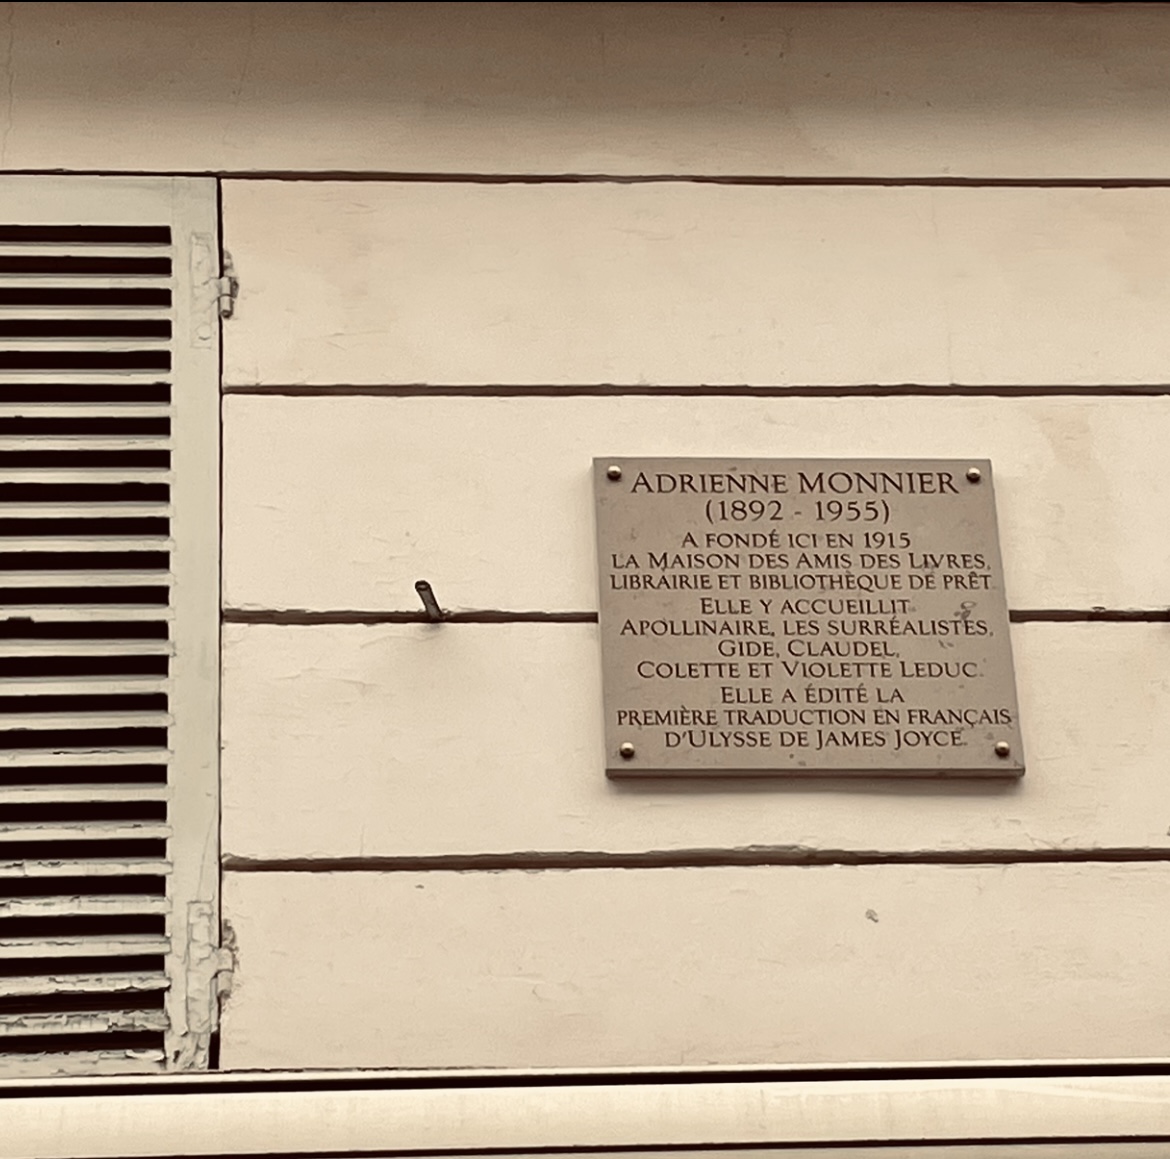 ADRIENNE MONNIER
(1892 - 1955)
A FONDÉ ICI EN 1915
LA MAISON DES AMIS DES LIVRES,
LIBRAIRIE ET BIBLIOTHÈQUE DE PRÊT.
ELLE Y ACCUEILLIT
APOLLINAIRE, LES SURRÉALISTES,
GIDE, CLAUDEL,
COLETTE ET VIOLETTE LEDUC.
ELLE A ÉDITÉ LA
PREMIÈRE TRADUCTION EN FRANÇAIS
D'ULYSSE DE JAMES JOYCE.